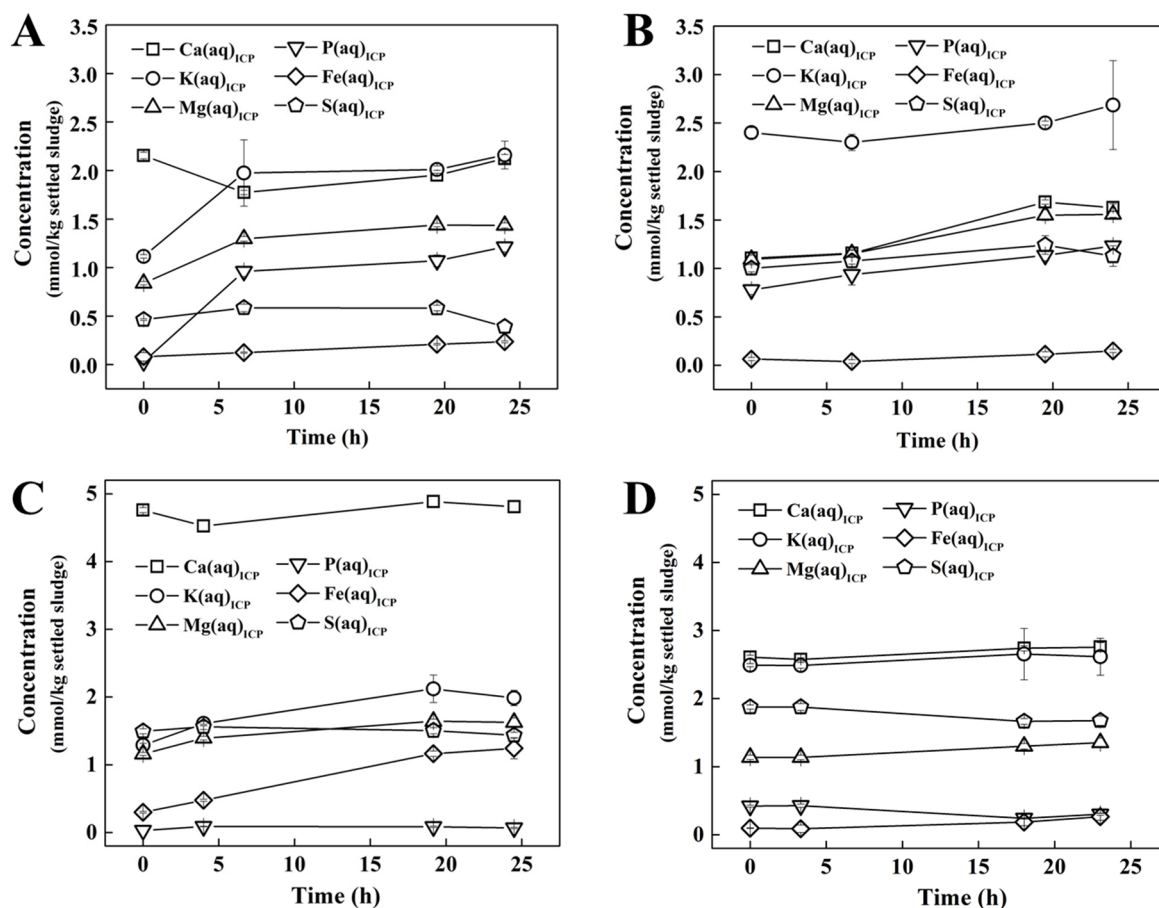 A
3.5
3.0
2.5
2.0
1.5
1.0
0.5
0.0
Ca(aq)ICP
K(aq)ICP
Mg(aq)ICP
P(aq)ICP
Fe(aq)ICP
S(aq)ICP
Concentration
(mmol/kg settled sludge)
0 5 10 15 20 25
Time (h)
B
3.5
3.0
2.5
2.0
1.5
1.0
0.5
0.0
Ca(aq)ICP
K(aq)ICP
Mg(aq)ICP
P(aq)ICP
Fe(aq)ICP
S(aq)ICP
Concentration
(mmol/kg settled sludge)
0 5 10 15 20 25
Time (h)
C
5
4
3
2
1
0
Ca(aq)ICP
K(aq)ICP
Mg(aq)ICP
P(aq)ICP
Fe(aq)ICP
S(aq)ICP
Concentration
(mmol/kg settled sludge)
0 5 10 15 20 25
Time (h)
D
5
4
3
2
1
0
Ca(aq)ICP
K(aq)ICP
Mg(aq)ICP
P(aq)ICP
Fe(aq)ICP
S(aq)ICP
Concentration
(mmol/kg settled sludge)
0 5 10 15 20 25
Time (h)